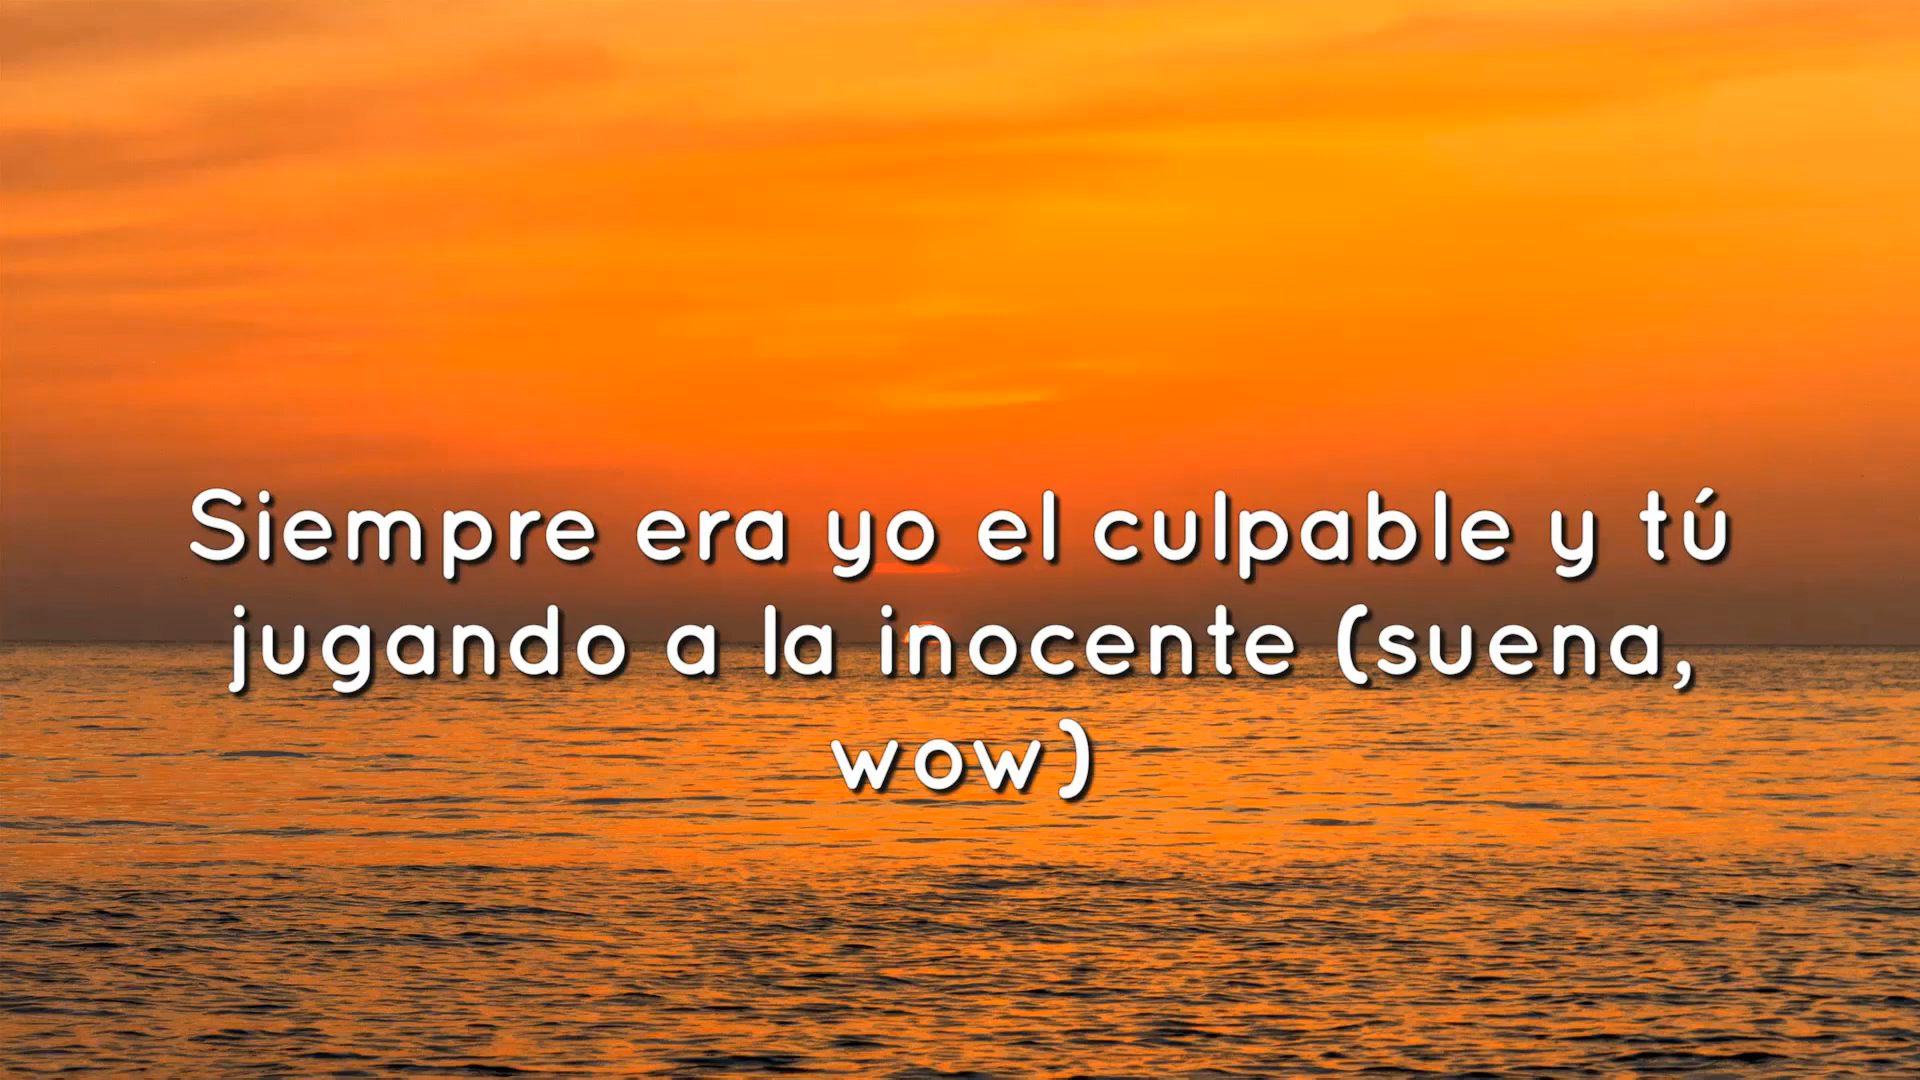 Siempre era yo el culpable y tú
jugando a la inocente (suena,
wow)